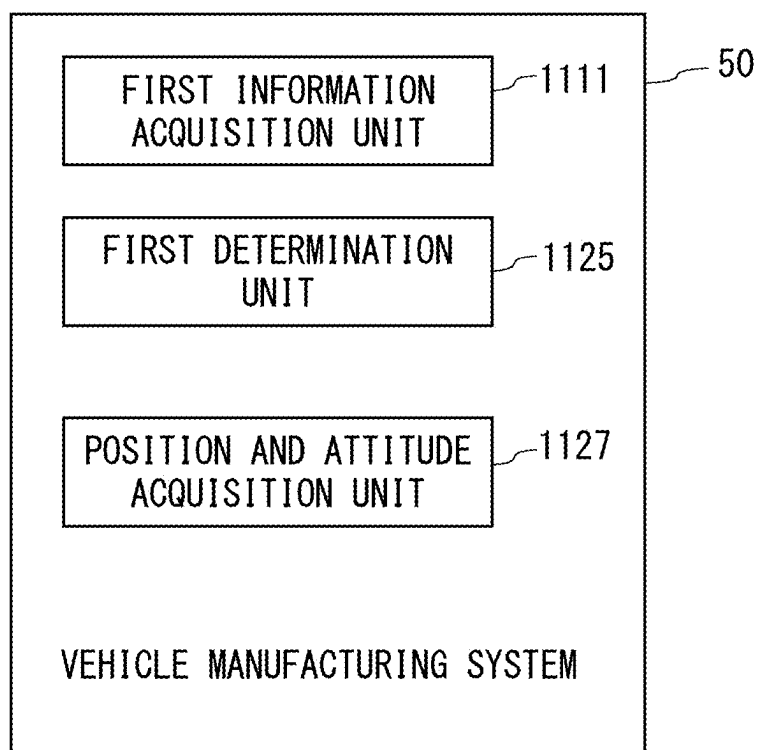 FIRST INFORMATION
ACQUISITION UNIT
1111
50
FIRST DETERMINATION
UNIT
1125
POSITION AND ATTITUDE
ACQUISITION UNIT
1127
VEHICLE MANUFACTURING SYSTEM